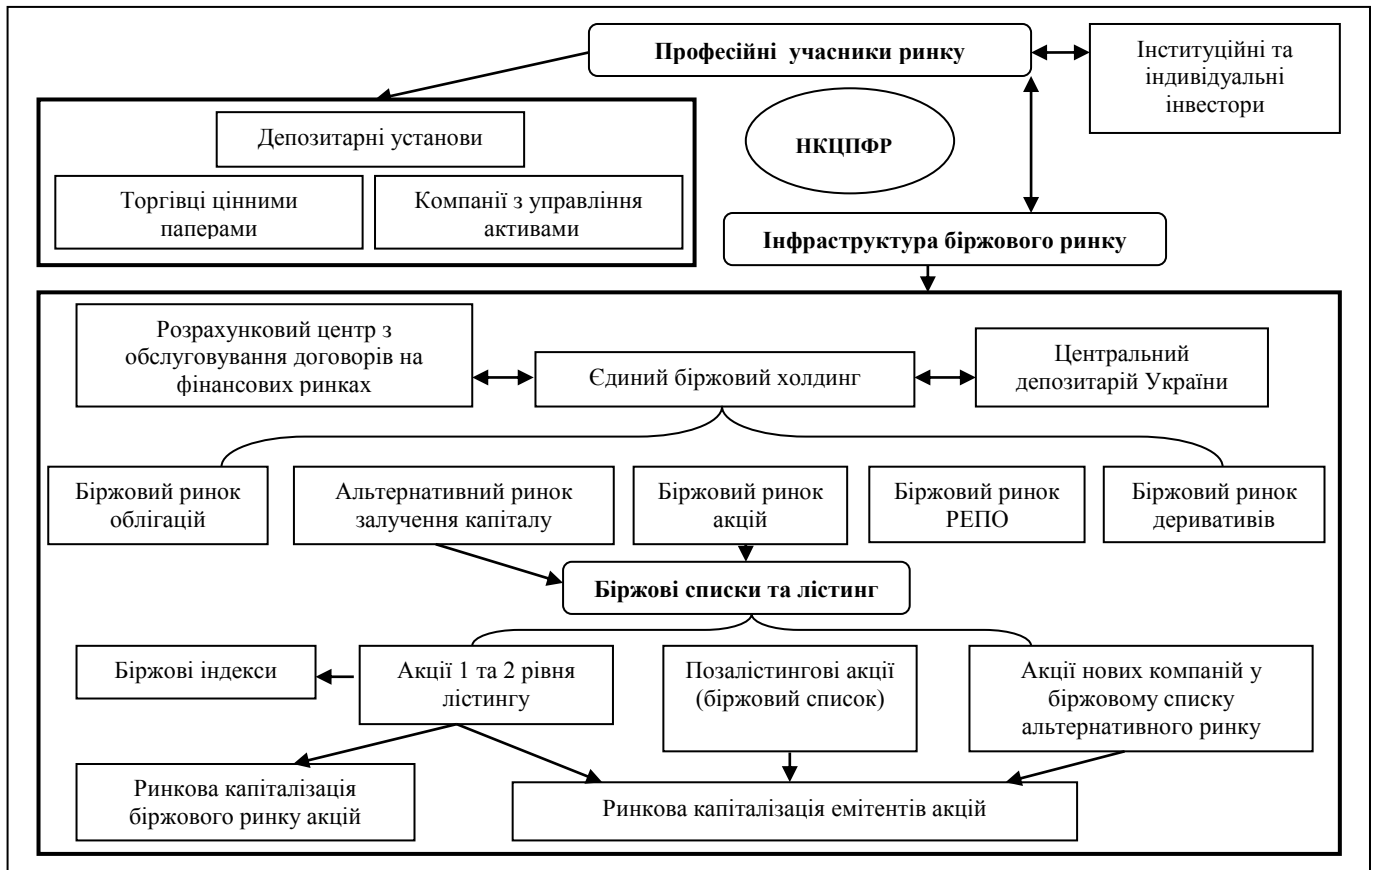 Професійні учасники ринку
Інституційні та
індивідуальні
інвестори
Депозитарні установи
НКЦПФР
Торгівці цінними
паперами
Компанії з управління
активами
Інфраструктура біржового ринку
Розрахунковий центр з
обслуговування договорів на
фінансових ринках
Єдиний біржовий холдинг
Центральний
депозитарій України
Біржовий ринок
облігацій
Альтернативний ринок
залучення капіталу
Біржовий ринок
акцій
Біржовий ринок
РЕПО
Біржовий ринок
деривативів
Біржові списки та лістинг
Біржові індекси
Акції 1 та 2 рівня
лістингу
Позалістингові акції
(біржовий список)
Акції нових компаній у
біржовому списку
альтернативного ринку
Ринкова капіталізація
біржового ринку акцій
Ринкова капіталізація емітентів акцій